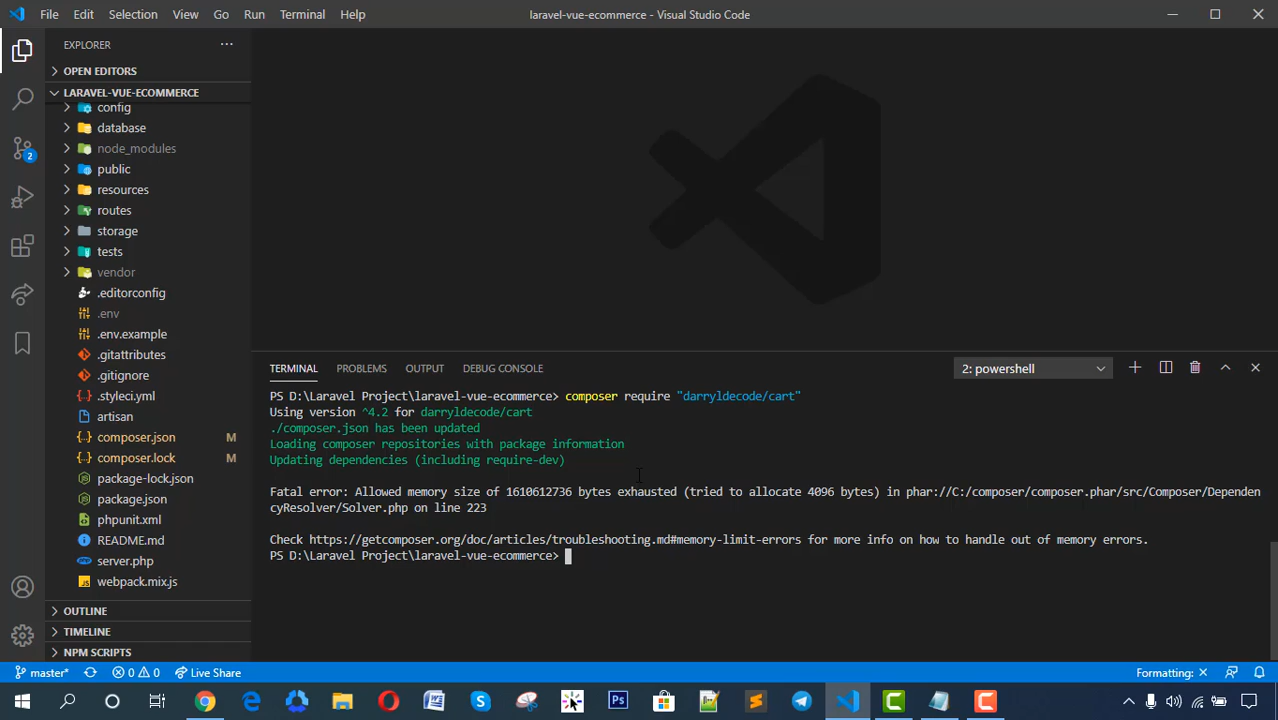 File Edit Selection View Go Run Terminal Help laravel-vue-ecommerce - Visual Studio Code
EXPLORER ...
OPEN EDITORS
LARAVEL-VUE-ECOMMERCE
config
database
node_modules
public
resources
routes
storage
tests
vendor
.editorconfig
.env
.env.example
.gitattributes
.gitignore
.styleci.yml
artisan
composer.json M
composer.lock M
package-lock.json
package.json
phpunit.xml
README.md
server.php
webpack.mix.js
OUTLINE
TIMELINE
NPM SCRIPTS
2
TERMINAL PROBLEMS OUTPUT DEBUG CONSOLE 2: powershell
PS D:\Laravel Project\laravel-vue-ecommerce> composer require "darryldecode/cart"
Using version ^4.2 for darryldecode/cart
./composer.json has been updated
Loading composer repositories with package information
Updating dependencies (including require-dev)
Fatal error: Allowed memory size of 1610612736 bytes exhausted (tried to allocate 4096 bytes) in phar://C:/composer/composer.phar/src/Composer/Dependen
cyResolver/Solver.php on line 223
Check https://getcomposer.org/doc/articles/troubleshooting.md#memory-limit-errors for more info on how to handle out of memory errors.
PS D:\Laravel Project\laravel-vue-ecommerce>
master* 0 0 Live Share Formatting: ×
W S Ps C C